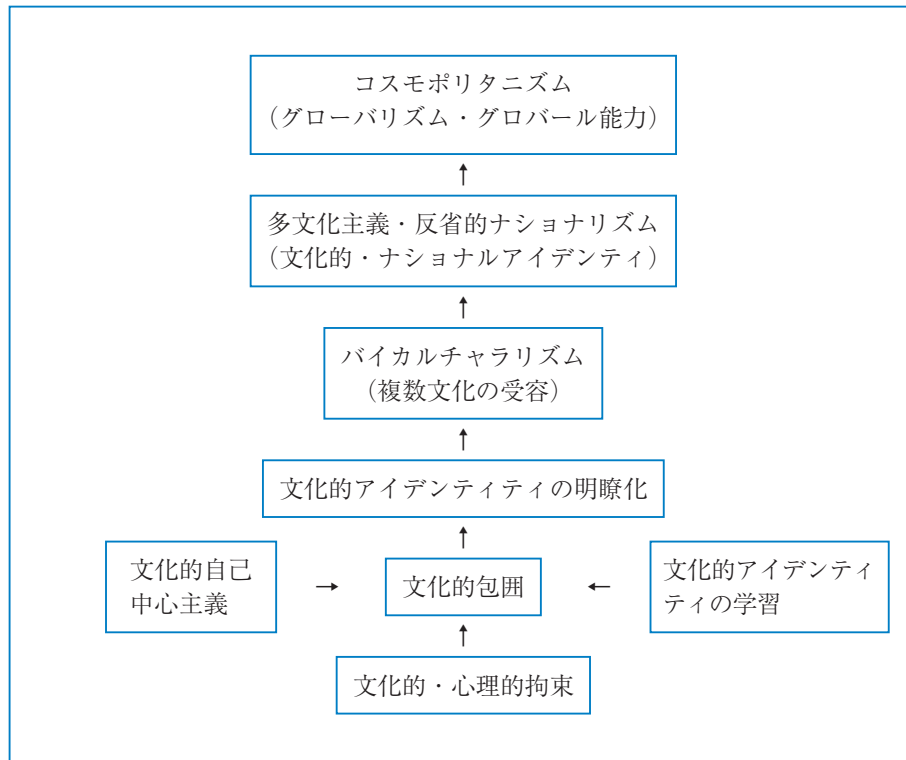 コスモポリタニズム
（グローバリズム・グロバール能力）
↑
多文化主義・反省的ナショナリズム
（文化的・ナショナルアイデンティ）
↑
バイカルチャラリズム
（複数文化の受容）
↑
文化的アイデンティティの明瞭化
↑
文化的自己
中心主義
→
文化的包囲
←
文化的アイデンティ
ティの学習
↑
文化的・心理的拘束